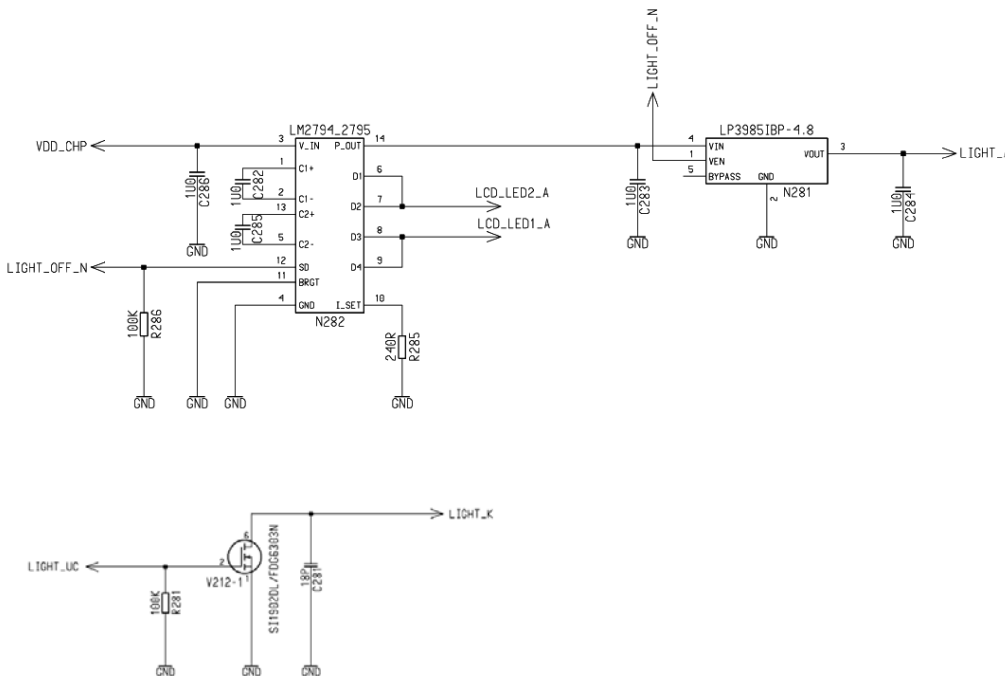 LIGHT_OFF_N
LM2794_2795
LP3985IBP-4.8
VDD_CHP
3 V_IN P_OUT 14
4 VIN
VOUT 3
LIGHT_A
1 VEN
5 BYPASS
GND
2
N281
1U0
C286
1 C1+
1U0
C282
2 C1-
13 C2+
1U0
C285
5 C2-
D1 6
D2 7
LCD_LED2_A
D3 8
LCD_LED1_A
D4 9
1U0
C283
1U0
C284
GND
GND
GND
GND
LIGHT_OFF_N
12 SD
11 BRGT
4 GND I_SET 10
N282
100K
R286
240R
R285
GND
GND
GND
GND
LIGHT_K
LIGHT_UC
6
2
1
V212-1
SI1902DL/FDG6303N
18P
C281
100K
R281
GND
GND
GND